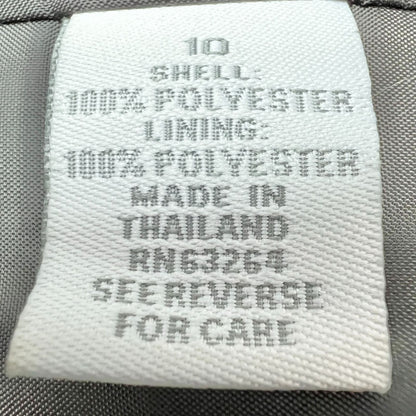 10
SHELL:
100% POLYESTER
LINING:
100% POLYESTER
MADE IN
THAILAND
RN63264
SEE REVERSE
FOR CARE